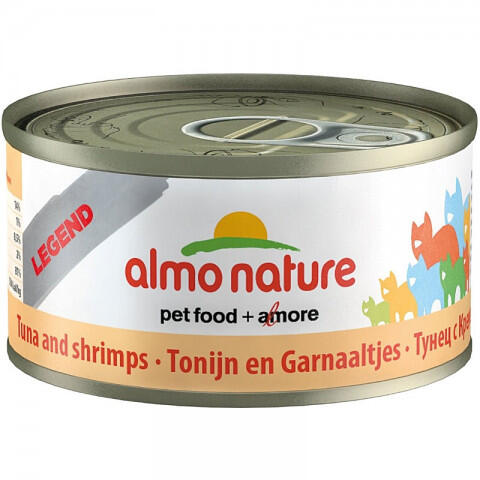 LEGEND
almo nature
pet food + amore
Tuna and shrimps · Tonijn en Garnaaltjes · Тунец с